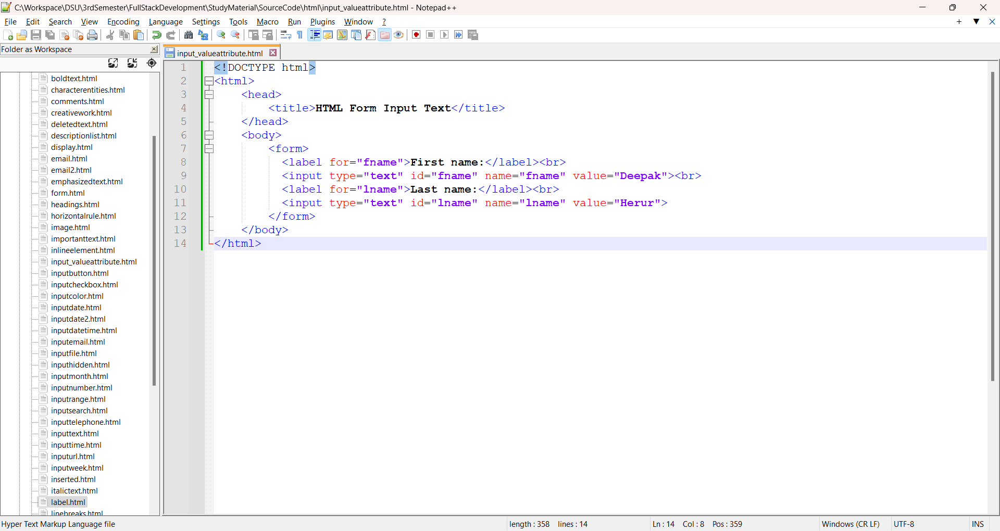 C:\Workspace\DSU\3rdSemester\FullStackDevelopment\StudyMaterial\SourceCode\html\input_valueattribute.html - Notepad++
File Edit Search View Encoding Language Settings Tools Macro Run Plugins Window ?
Folder as Workspace
boldtext.html
characterentities.html
comments.html
creativework.html
deletedtext.html
descriptionlist.html
display.html
email.html
email2.html
emphasizedtext.html
form.html
headings.html
horizontalrule.html
image.html
importanttext.html
inlineelement.html
input_valueattribute.html
inputbutton.html
inputcheckbox.html
inputcolor.html
inputdate.html
inputdate2.html
inputdatetime.html
inputemail.html
inputfile.html
inputhidden.html
inputmonth.html
inputnumber.html
inputrange.html
inputsearch.html
inputtelephone.html
inputtext.html
inputtime.html
inputurl.html
inputweek.html
inserted.html
italictext.html
label.html
linebreaks.html
input_valueattribute.html
1 <!DOCTYPE html>
2 <html>
3 <head>
4 <title>HTML Form Input Text</title>
5 </head>
6 <body>
7 <form>
8 <label for="fname">First name:</label><br>
9 <input type="text" id="fname" name="fname" value="Deepak"><br>
10 <label for="lname">Last name:</label><br>
11 <input type="text" id="lname" name="lname" value="Herur">
12 </form>
13 </body>
14 </html>
Hyper Text Markup Language file length : 358 lines : 14 Ln : 14 Col : 8 Pos : 359 Windows (CR LF) UTF-8 INS